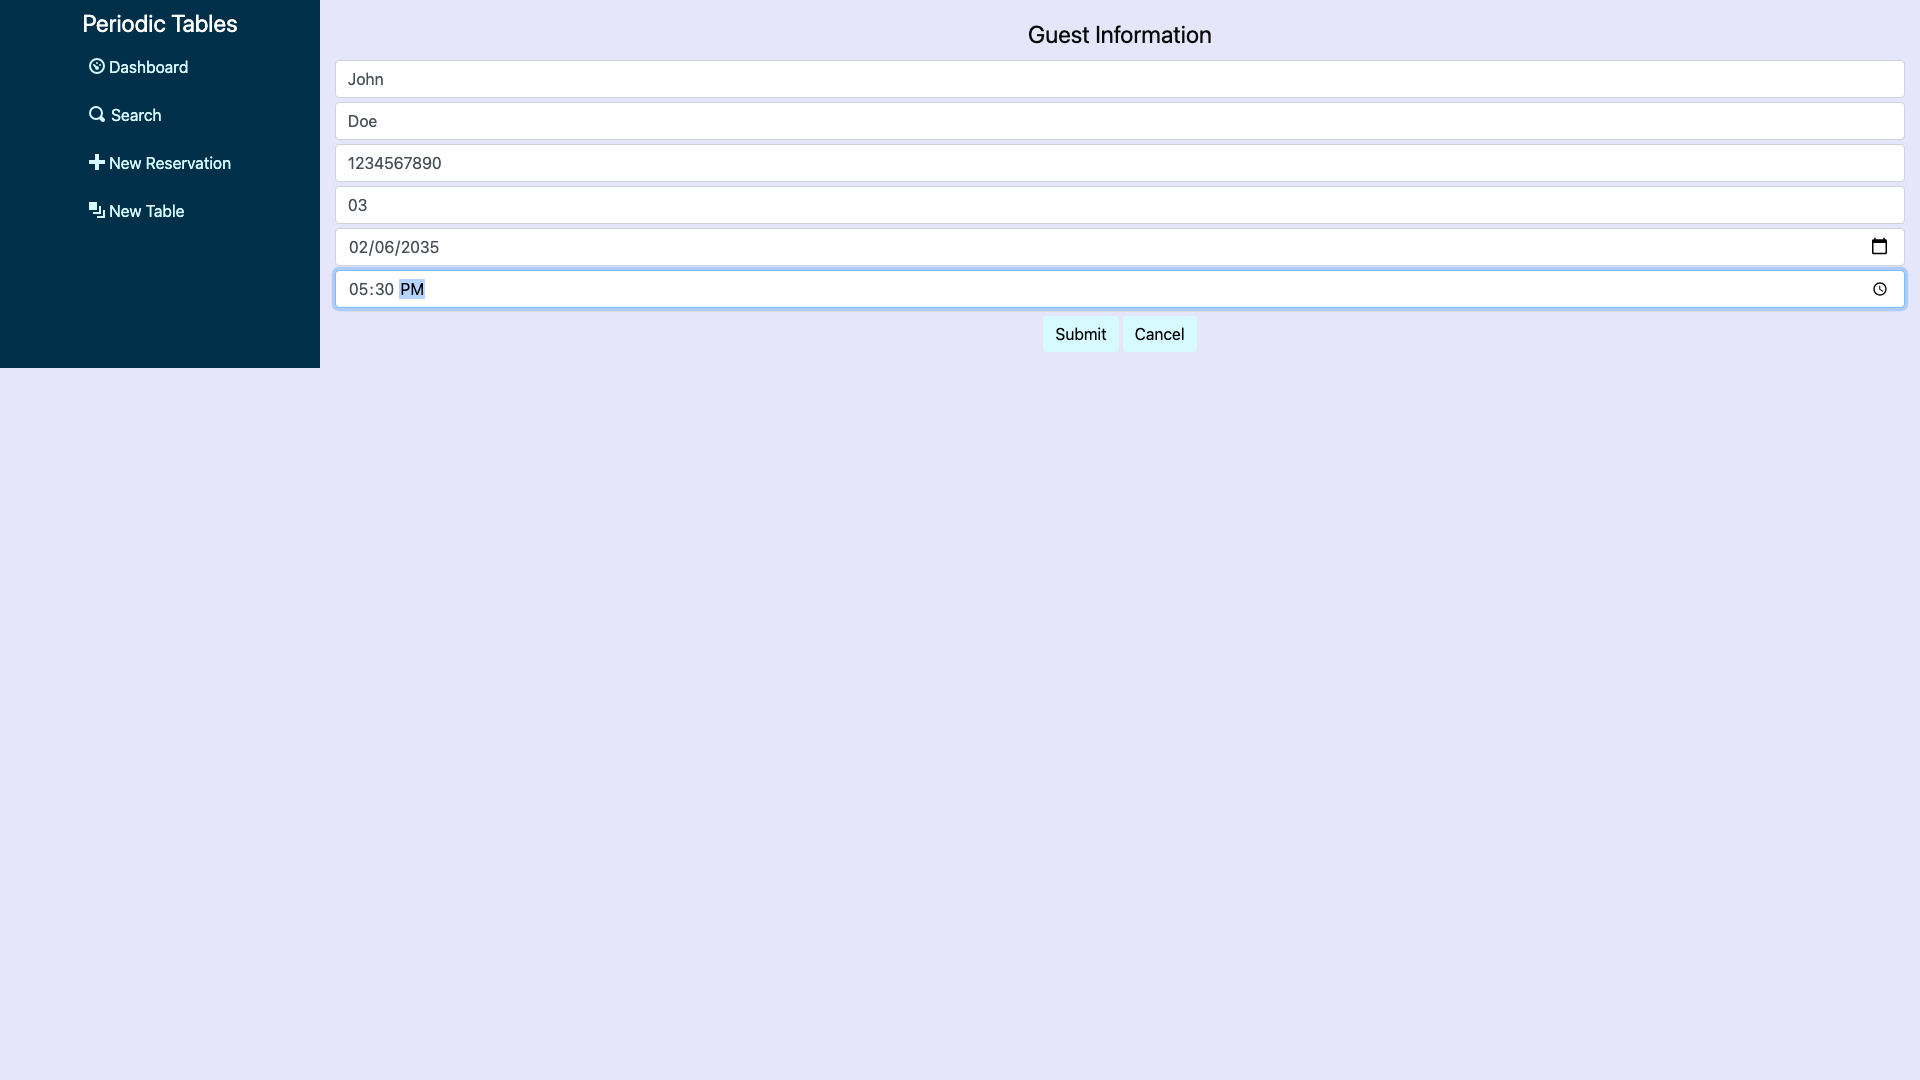 Periodic Tables
Dashboard
Search
New Reservation
New Table
Guest Information
John
Doe
1234567890
03
02/06/2035
05:30 PM
Submit Cancel